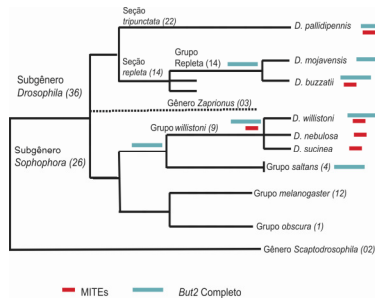 Seção
tripunctata (22)
D. pallidipennis
Seção
repleta (14)
Grupo
Repleta (14)
D. mojavensis
D. buzzatii
Subgênero
Drosophila (36)
Gênero Zaprionus (03)
Subgênero
Sophophora (26)
Grupo willistoni (9)
D. willistoni
D. nebulosa
D. sucinea
Grupo saltans (4)
Grupo melanogaster (12)
Grupo obscura (1)
Gênero Scaptodrosophila (02)
MITEs
But2 Completo